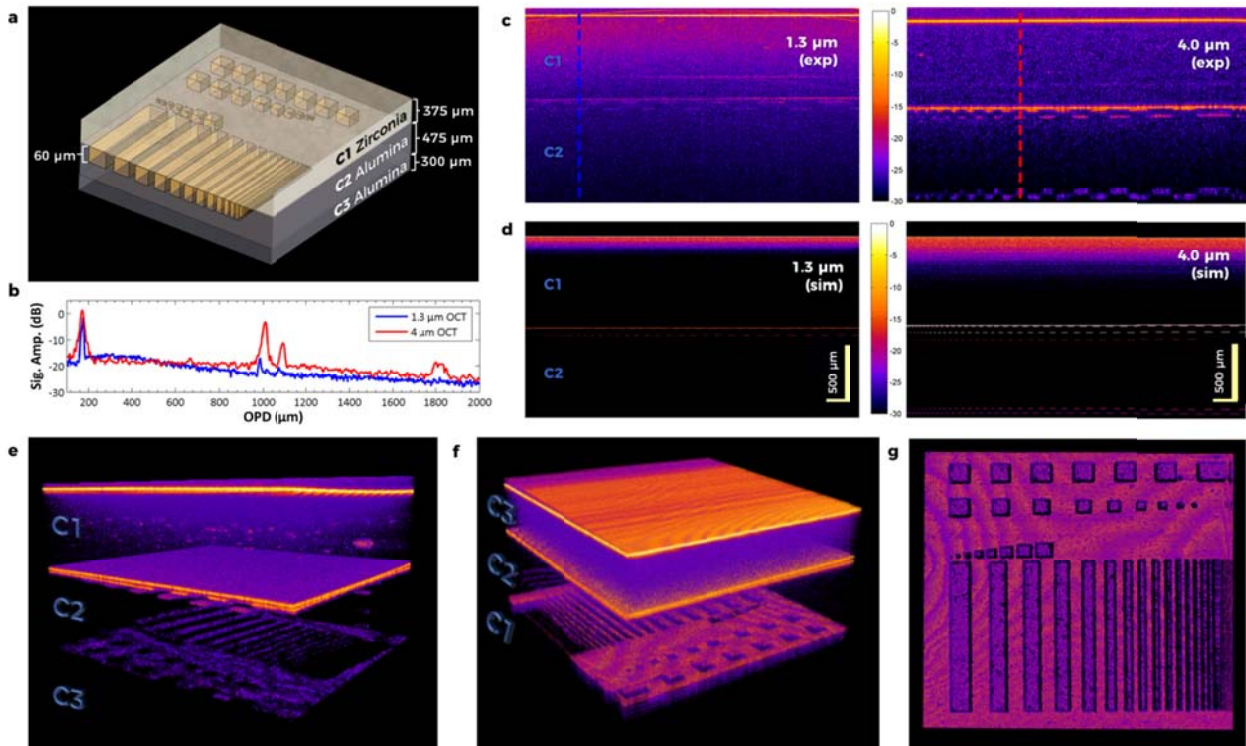 a
375 μm
C1 Zirconia
475 μm
C2 Alumina
300 μm
C3 Alumina
60 μm
b
Sig. Amp. (dB)
0
-10
-20
-30
1.3 μm OCT
4 μm OCT
200 400 600 800 1000 1200 1400 1600 1800 2000
OPD (μm)
c
C1
C2
1.3 μm
(exp)
0
-5
-10
-15
-20
-25
-30
4.0 μm
(exp)
d
C1
C2
1.3 μm
(sim)
500 μm
0
-5
-10
-15
-20
-25
-30
4.0 μm
(sim)
500 μm
e
C1
C2
C3
f
C3
C2
C1
g